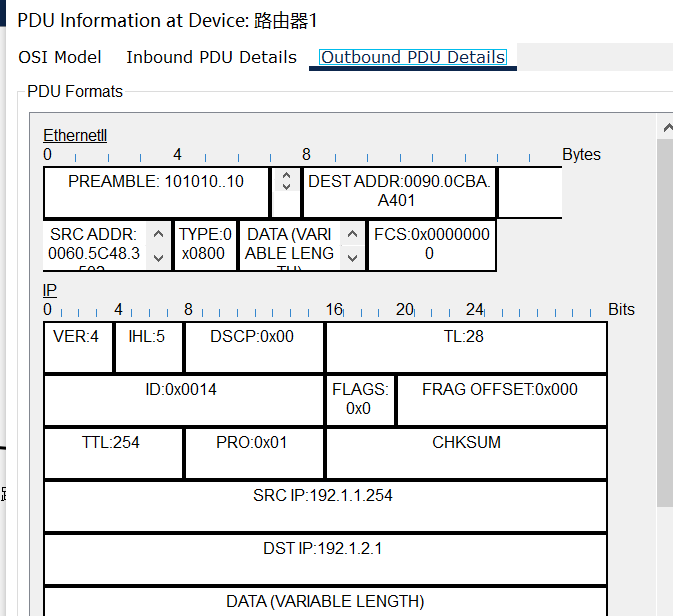 PDU Information at Device: 路由器1
OSI Model Inbound PDU Details Outbound PDU Details
PDU Formats
EthernetII
0 4 8 Bytes
PREAMBLE: 101010..10 DEST ADDR:0090.0CBA.
A401
SRC ADDR: TYPE:0 DATA (VARI FCS:0x0000000
0060.5C48.3 x0800 ABLE LENG 0
TH)
IP
0 4 8 16 20 24 Bits
VER:4 IHL:5 DSCP:0x00 TL:28
ID:0x0014 FLAGS: FRAG OFFSET:0x000
0x0
TTL:254 PRO:0x01 CHKSUM
SRC IP:192.1.1.254
DST IP:192.1.2.1
DATA (VARIABLE LENGTH)